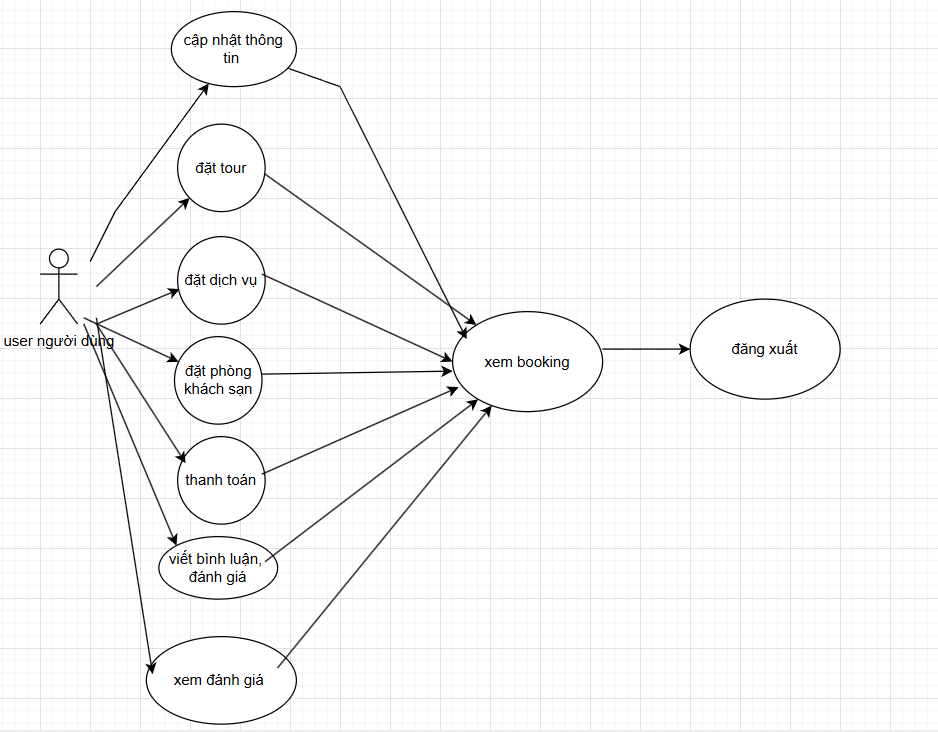 cập nhật thông
tin
đặt tour
đặt dịch vụ
user người dùng
đặt phòng
khách sạn
xem booking
đăng xuất
thanh toán
viết bình luận,
đánh giá
xem đánh giá